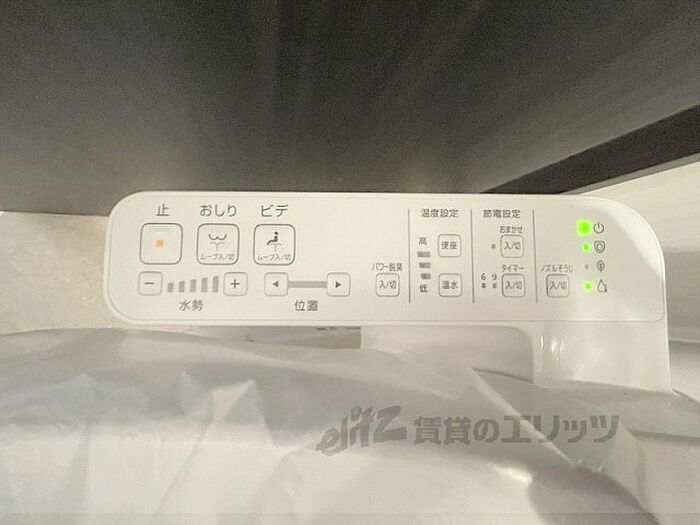 止 おしり ビデ
ムーブ入/切 ムーブ入/切
− +
水勢 位置
パワー脱臭
入/切
温度設定
高 便座
低 温水
節電設定
おまかせ
入/切
タイマー
6 9 入/切
ノズルそうじ
入/切
elitz 賃貸のエリッツ